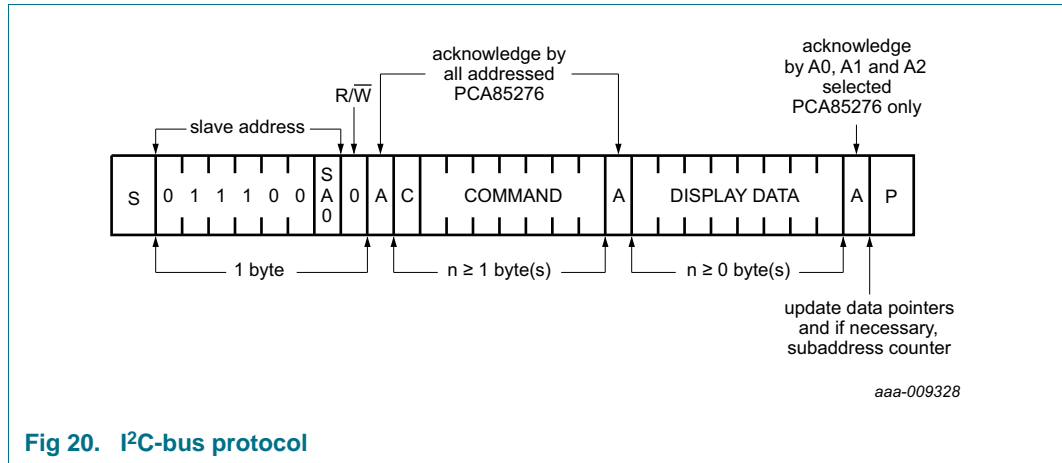 acknowledge by
all addressed
PCA85276
acknowledge
by A0, A1 and A2
selected
PCA85276 only
R/W̅
slave address
S 0 1 1 1 0 0 S A 0 0 A C COMMAND A DISPLAY DATA A P
1 byte
n ≥ 1 byte(s)
n ≥ 0 byte(s)
update data pointers
and if necessary,
subaddress counter
aaa-009328
Fig 20. I²C-bus protocol